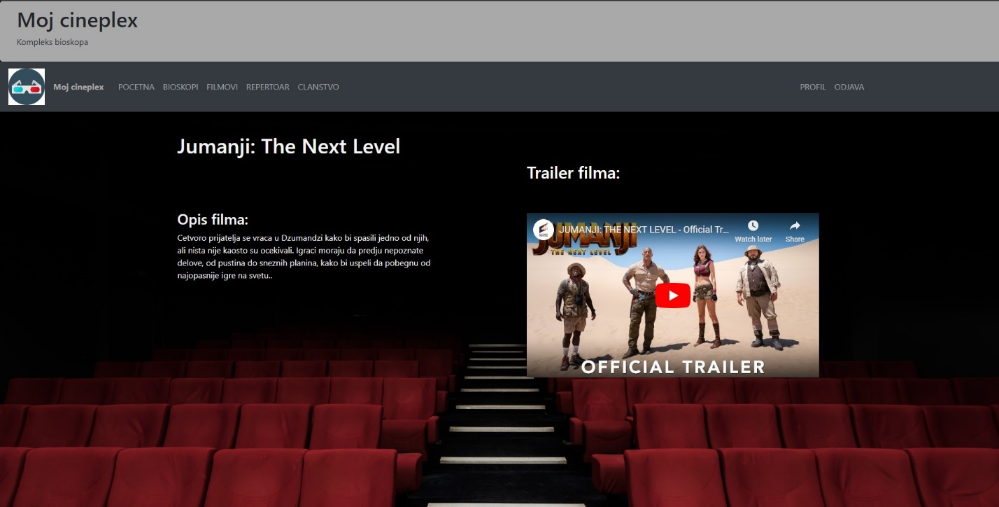 Moj cineplex
Kompleks bioskopa
Moj cineplex POCETNA BIOSKOPI FILMOVI REPERTOAR CLANSTVO PROFIL ODJAVA
Jumanji: The Next Level
Opis filma:
Cetvoro prijatelja se vraca u Dzumandzi kako bi spasili jedno od njih,
ali nista nije kaosto su ocekivali. Igraci moraju da predju nepoznate
delove, od pustina do sneznih planina, kako bi uspeli da pobegnu od
najopasnije igre na svetu..
Trailer filma:
JUMANJI: THE NEXT LEVEL - Official Tr...
Watch later
Share
JUMANJI
THE NEXT LEVEL
OFFICIAL TRAILER